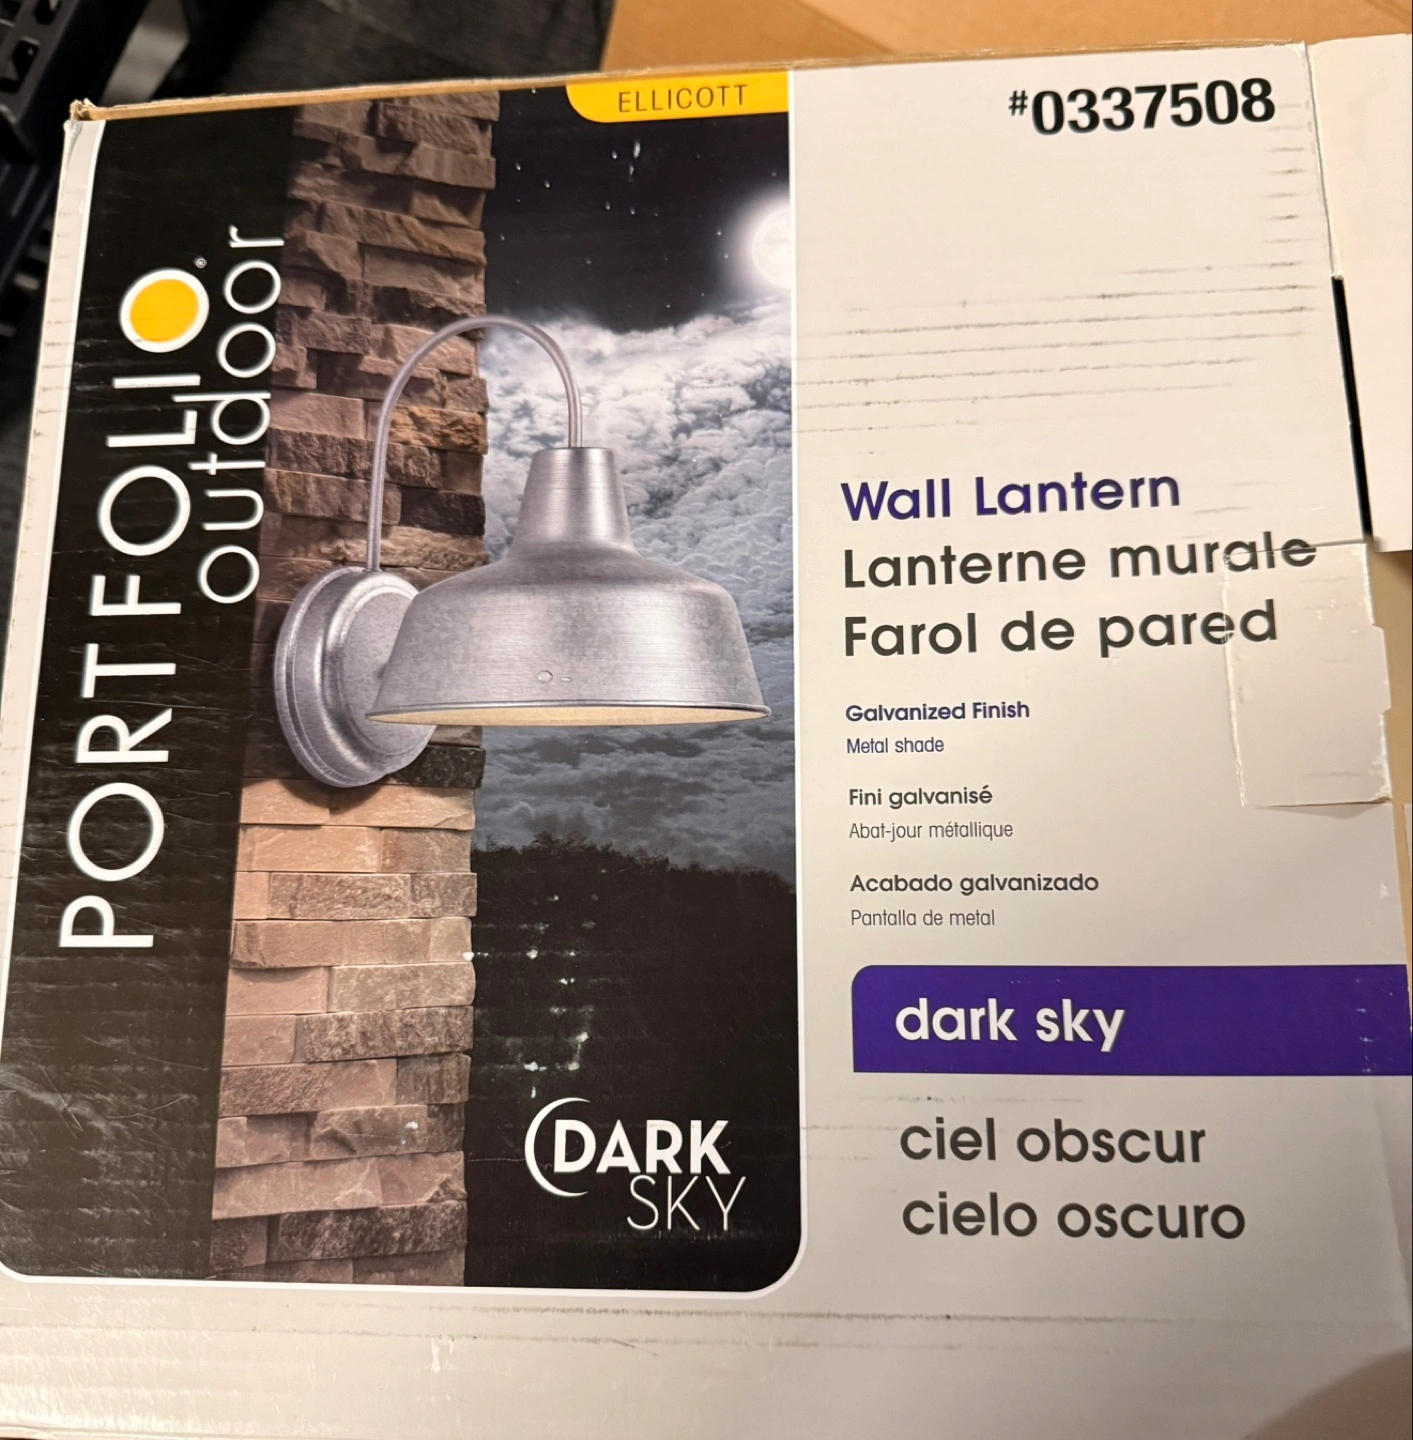 ELLICOTT
#0337508
PORTFOLIO®
outdoor
Wall Lantern
Lanterne murale
Farol de pared
Galvanized Finish
Metal shade
Fini galvanisé
Abat-jour métallique
Acabado galvanizado
Pantalla de metal
dark sky
ciel obscur
cielo oscuro
DARK
SKY